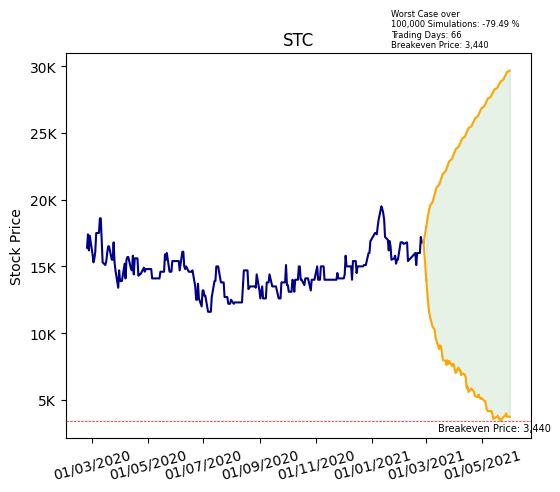 Worst Case over
100,000 Simulations: -79.49 %
Trading Days: 66
Breakeven Price: 3,440
STC
Stock Price
30K
25K
20K
15K
10K
5K
Breakeven Price: 3,440
01/03/2020
01/05/2020
01/07/2020
01/09/2020
01/11/2020
01/01/2021
01/03/2021
01/05/2021